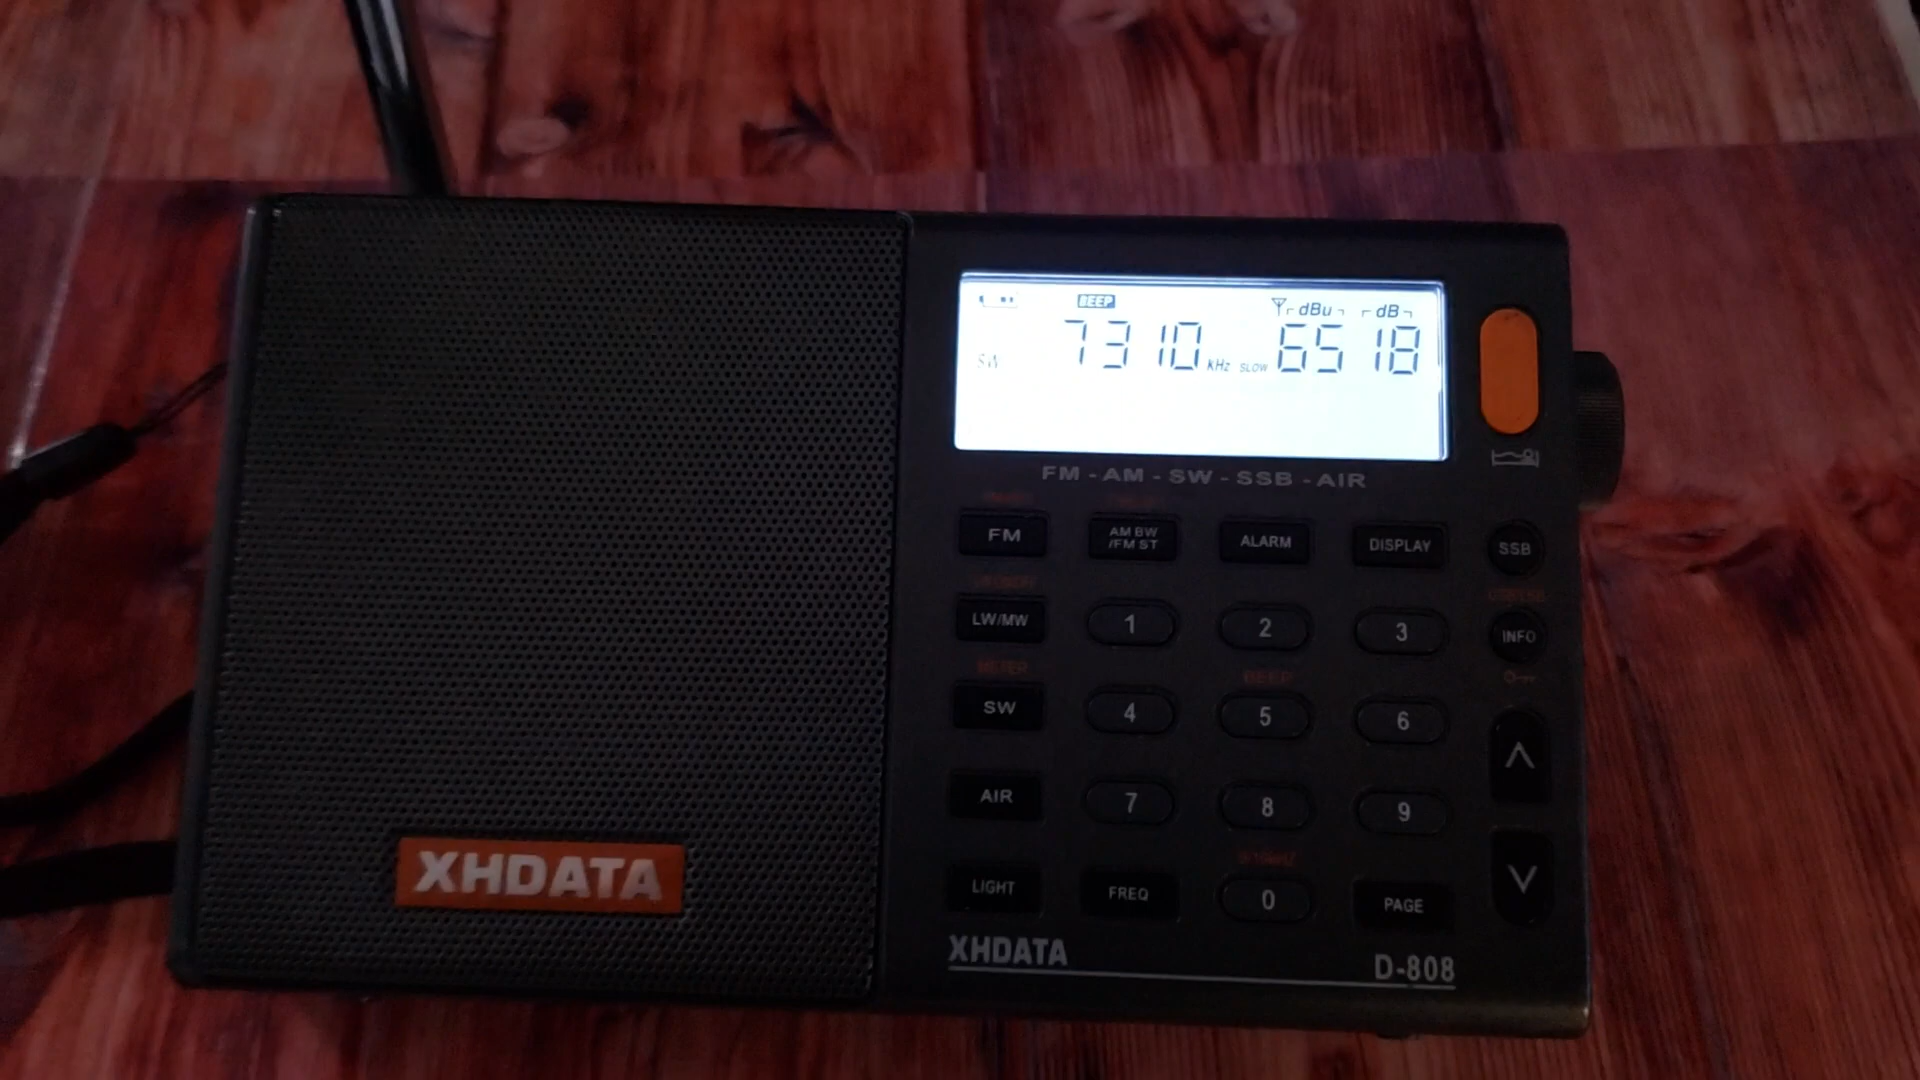 BEEP dBu dB
SW 7310 kHz SLOW 65 18
FM - AM - SW - SSB - AIR
FM AM BW /FM ST ALARM DISPLAY SSB
LW/MW 1 2 3 INFO
METER BEEP
SW 4 5 6
AIR 7 8 9
LIGHT FREQ 0 PAGE
XHDATA
XHDATA D-808